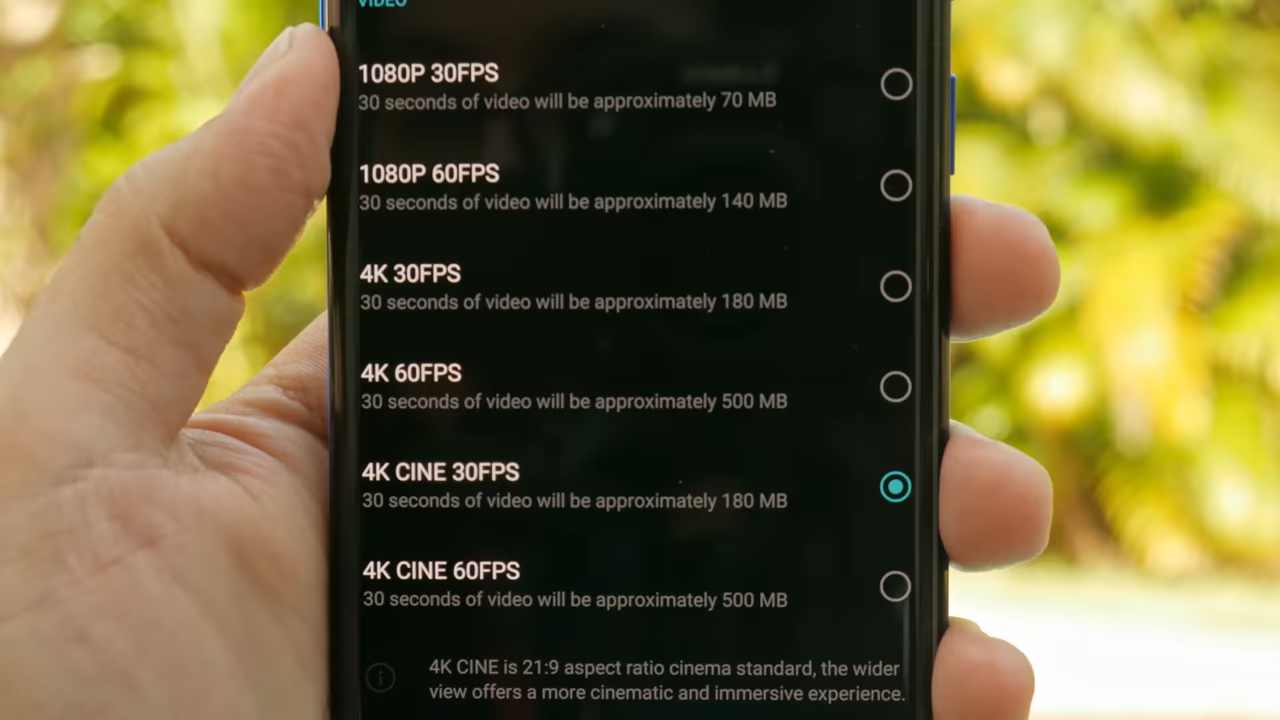 VIDEO
1080P 30FPS
30 seconds of video will be approximately 70 MB
1080P 60FPS
30 seconds of video will be approximately 140 MB
4K 30FPS
30 seconds of video will be approximately 180 MB
4K 60FPS
30 seconds of video will be approximately 500 MB
4K CINE 30FPS
30 seconds of video will be approximately 180 MB
4K CINE 60FPS
30 seconds of video will be approximately 500 MB
4K CINE is 21:9 aspect ratio cinema standard, the wider
view offers a more cinematic and immersive experience.